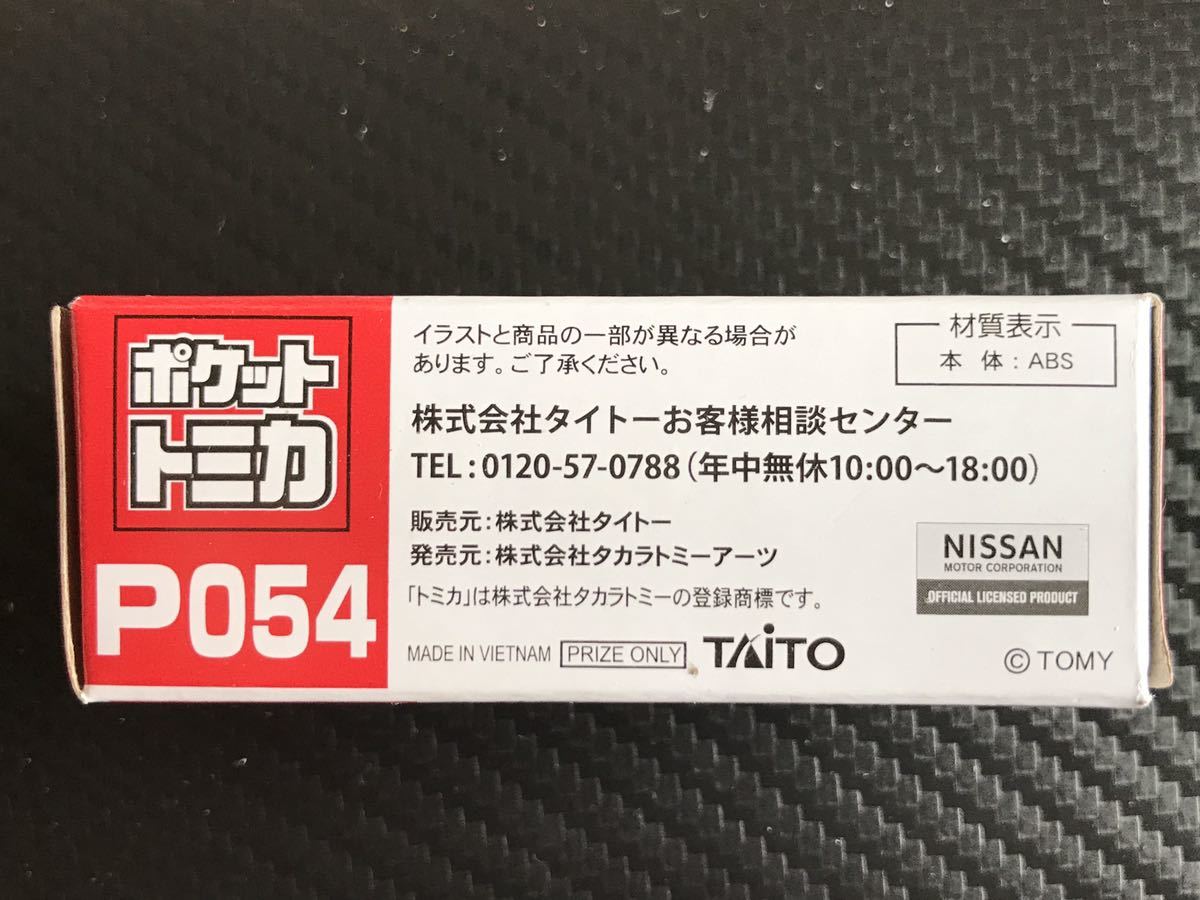 ポケット
トミカ
P054
イラストと商品の一部が異なる場合が
あります。ご了承ください。
材質表示
本 体：ABS
株式会社タイトーお客様相談センター
TEL：0120-57-0788（年中無休10:00～18:00）
販売元：株式会社タイトー
発売元：株式会社タカラトミーアーツ
「トミカ」は株式会社タカラトミーの登録商標です。
MADE IN VIETNAM PRIZE ONLY TAITO
NISSAN
MOTOR CORPORATION
OFFICIAL LICENSED PRODUCT
© TOMY